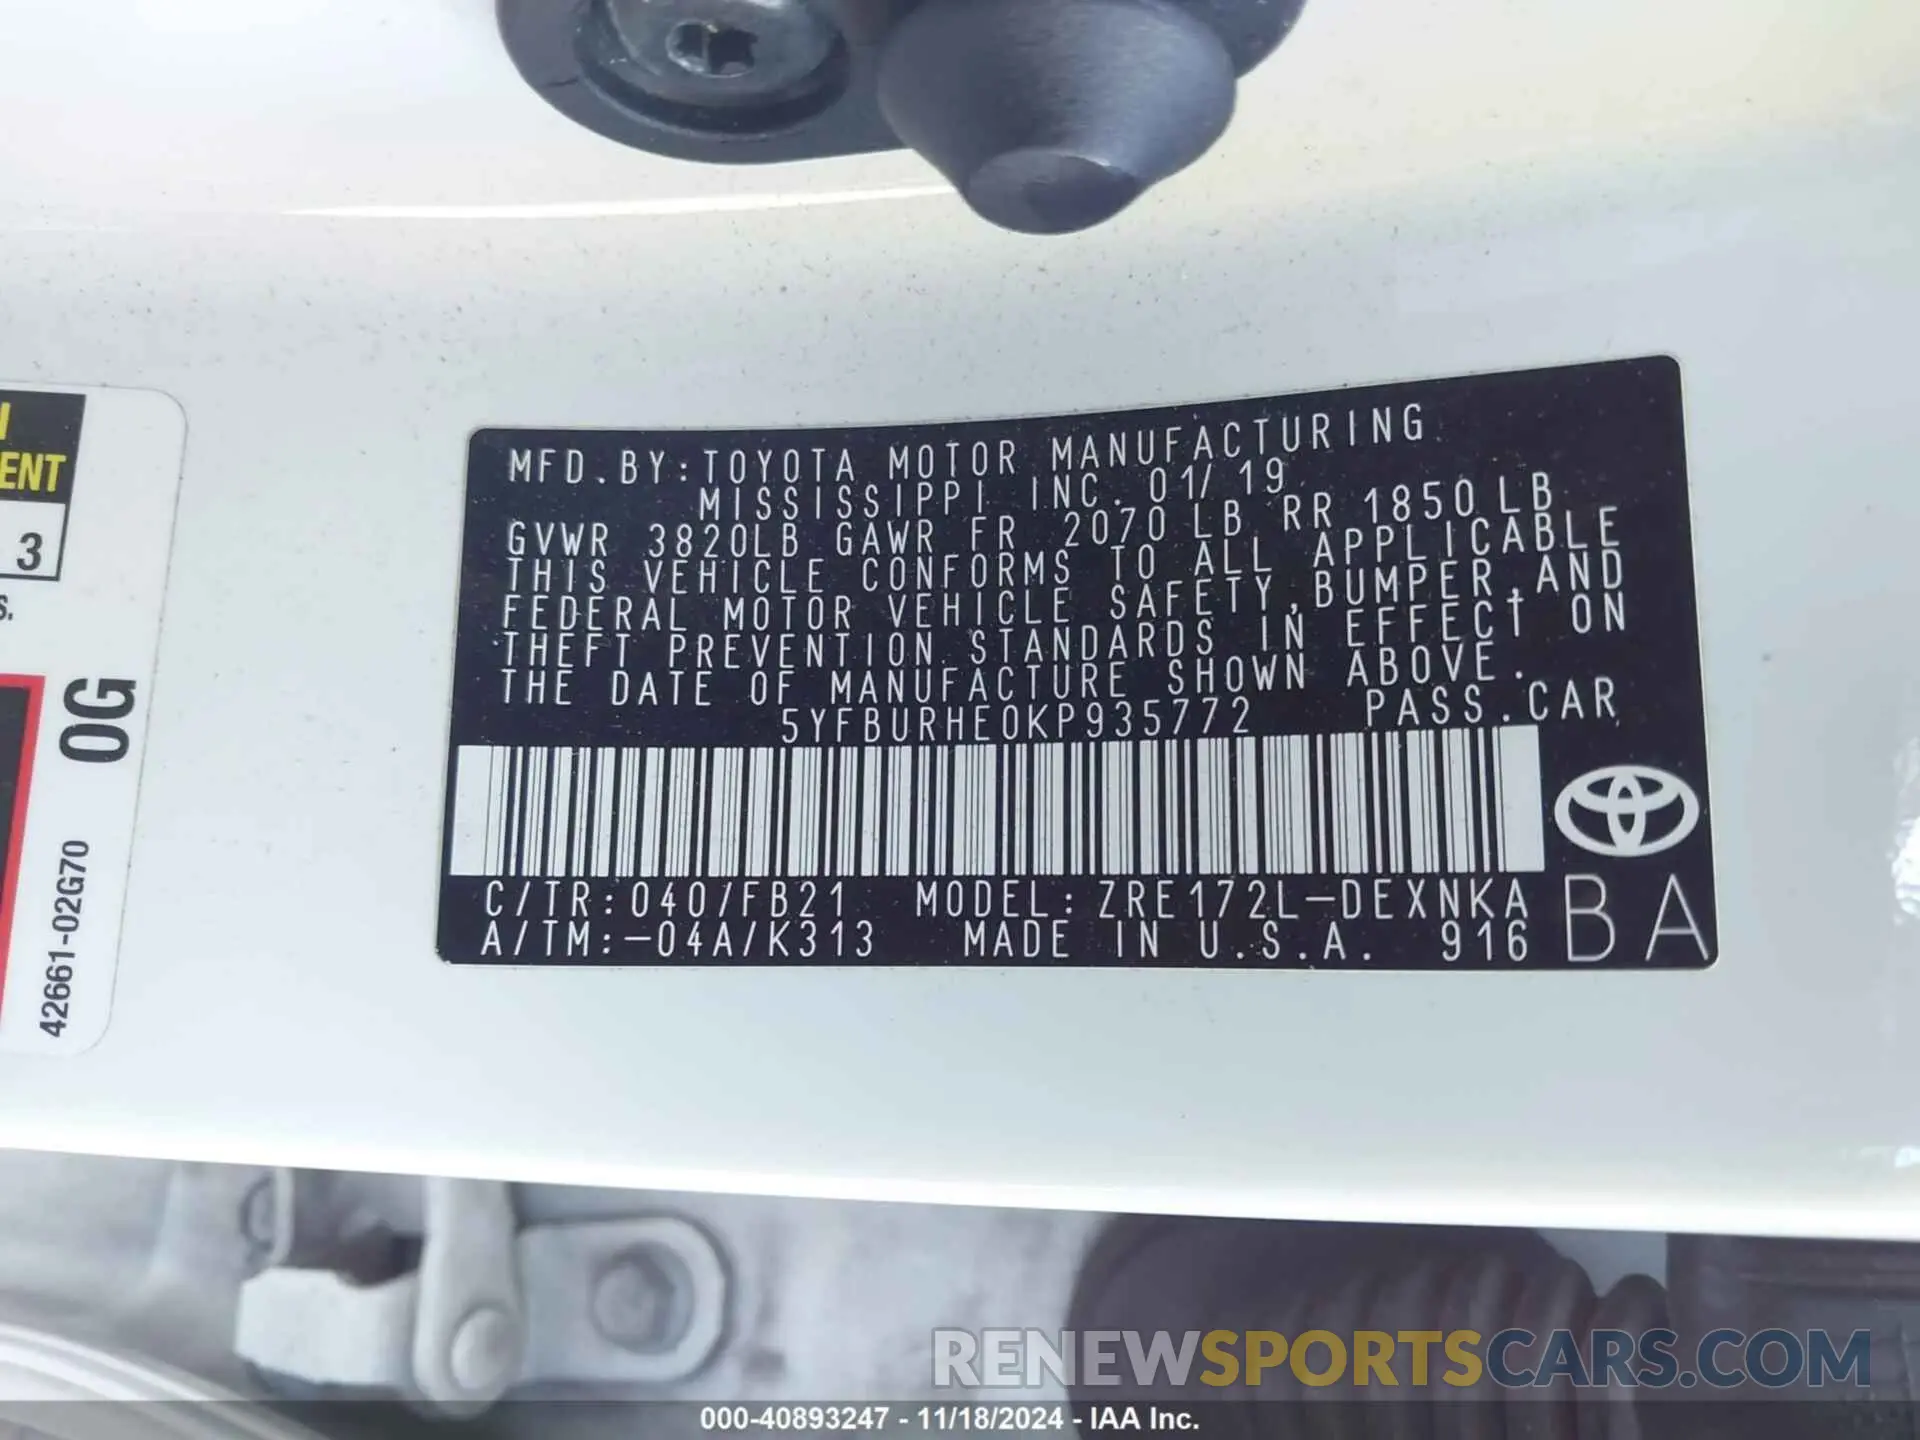 MFD.BY:TOYOTA MOTOR MANUFACTURING
MISSISSIPPI INC. 01/19
GVWR 3820LB GAWR FR 2070LB RR 1850LB
THIS VEHICLE CONFORMS TO ALL APPLICABLE
FEDERAL MOTOR VEHICLE SAFETY,BUMPER,AND
THEFT PREVENTION STANDARDS IN EFFECT ON
THE DATE OF MANUFACTURE SHOWN ABOVE.
5YFBURHE0KP935772 PASS.CAR
C/TR:040/FB21 MODEL:ZRE172L-DEXNKA
A/TM:-04A/K313 MADE IN U.S.A. 916
BA
3
0G
42661-02G70
RENEWSPORTSCARS.COM
000-40893247 - 11/18/2024 - IAA Inc.